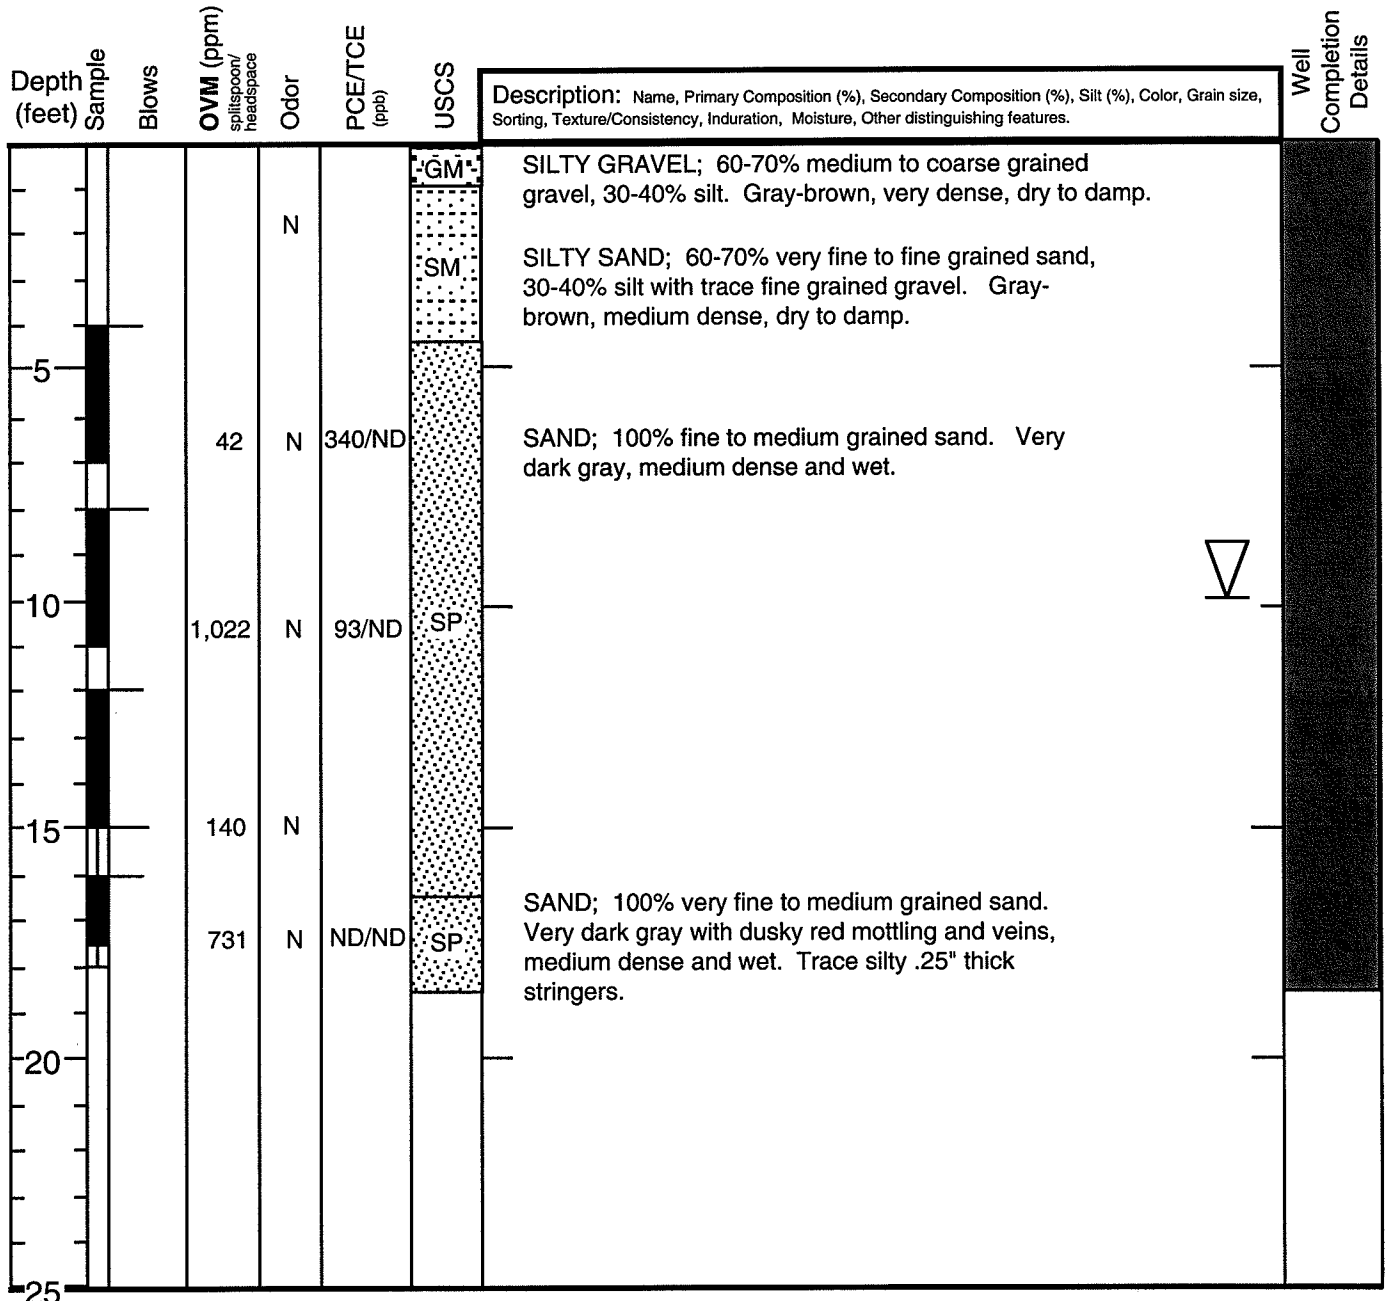 Depth
(feet)
Sample
Blows
OVM (ppm)
splitspoon/
headspace
Odor
PCE/TCE
(ppb)
USCS
Description: Name, Primary Composition (%), Secondary Composition (%), Silt (%), Color, Grain size,
Sorting, Texture/Consistency, Induration, Moisture, Other distinguishing features.
Well
Completion
Details
GM
SILTY GRAVEL; 60-70% medium to coarse grained
gravel, 30-40% silt. Gray-brown, very dense, dry to damp.
N
SM
SILTY SAND; 60-70% very fine to fine grained sand,
30-40% silt with trace fine grained gravel. Gray-
brown, medium dense, dry to damp.
5
42 N 340/ND
SAND; 100% fine to medium grained sand. Very
dark gray, medium dense and wet.
10
1,022 N 93/ND SP
15 140 N
SAND; 100% very fine to medium grained sand.
Very dark gray with dusky red mottling and veins,
medium dense and wet. Trace silty .25" thick
stringers.
731 N ND/ND SP
20
25